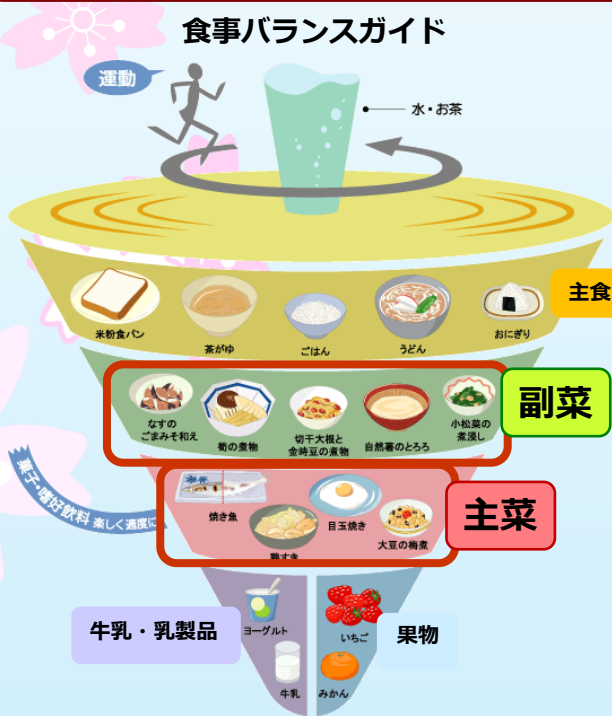 食事バランスガイド
運動
水・お茶
主食
米粉食パン
茶がゆ
ごはん
うどん
おにぎり
副菜
なすの
ごまみそ和え
筍の煮物
切干大根と
金時豆の煮物
自然薯のとろろ
小松菜の
煮浸し
菓子・嗜好飲料 楽しく適度に
主菜
焼き魚
鶏すき
目玉焼き
大豆の梅煮
牛乳・乳製品
ヨーグルト
牛乳
果物
いちご
みかん